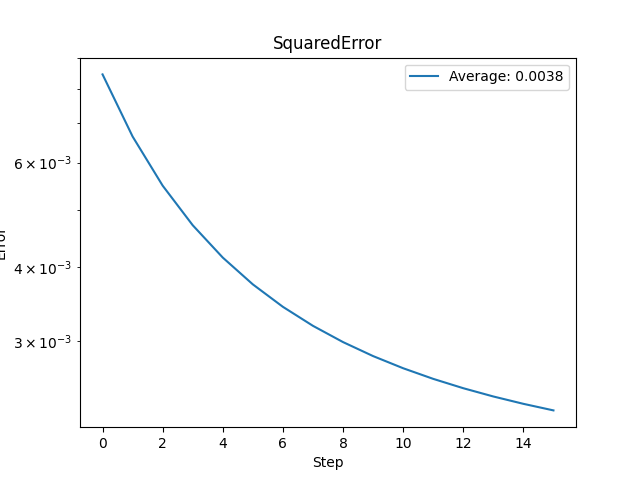 SquaredError
Average: 0.0038
6 × 10⁻³
4 × 10⁻³
3 × 10⁻³
Error
0 2 4 6 8 10 12 14
Step